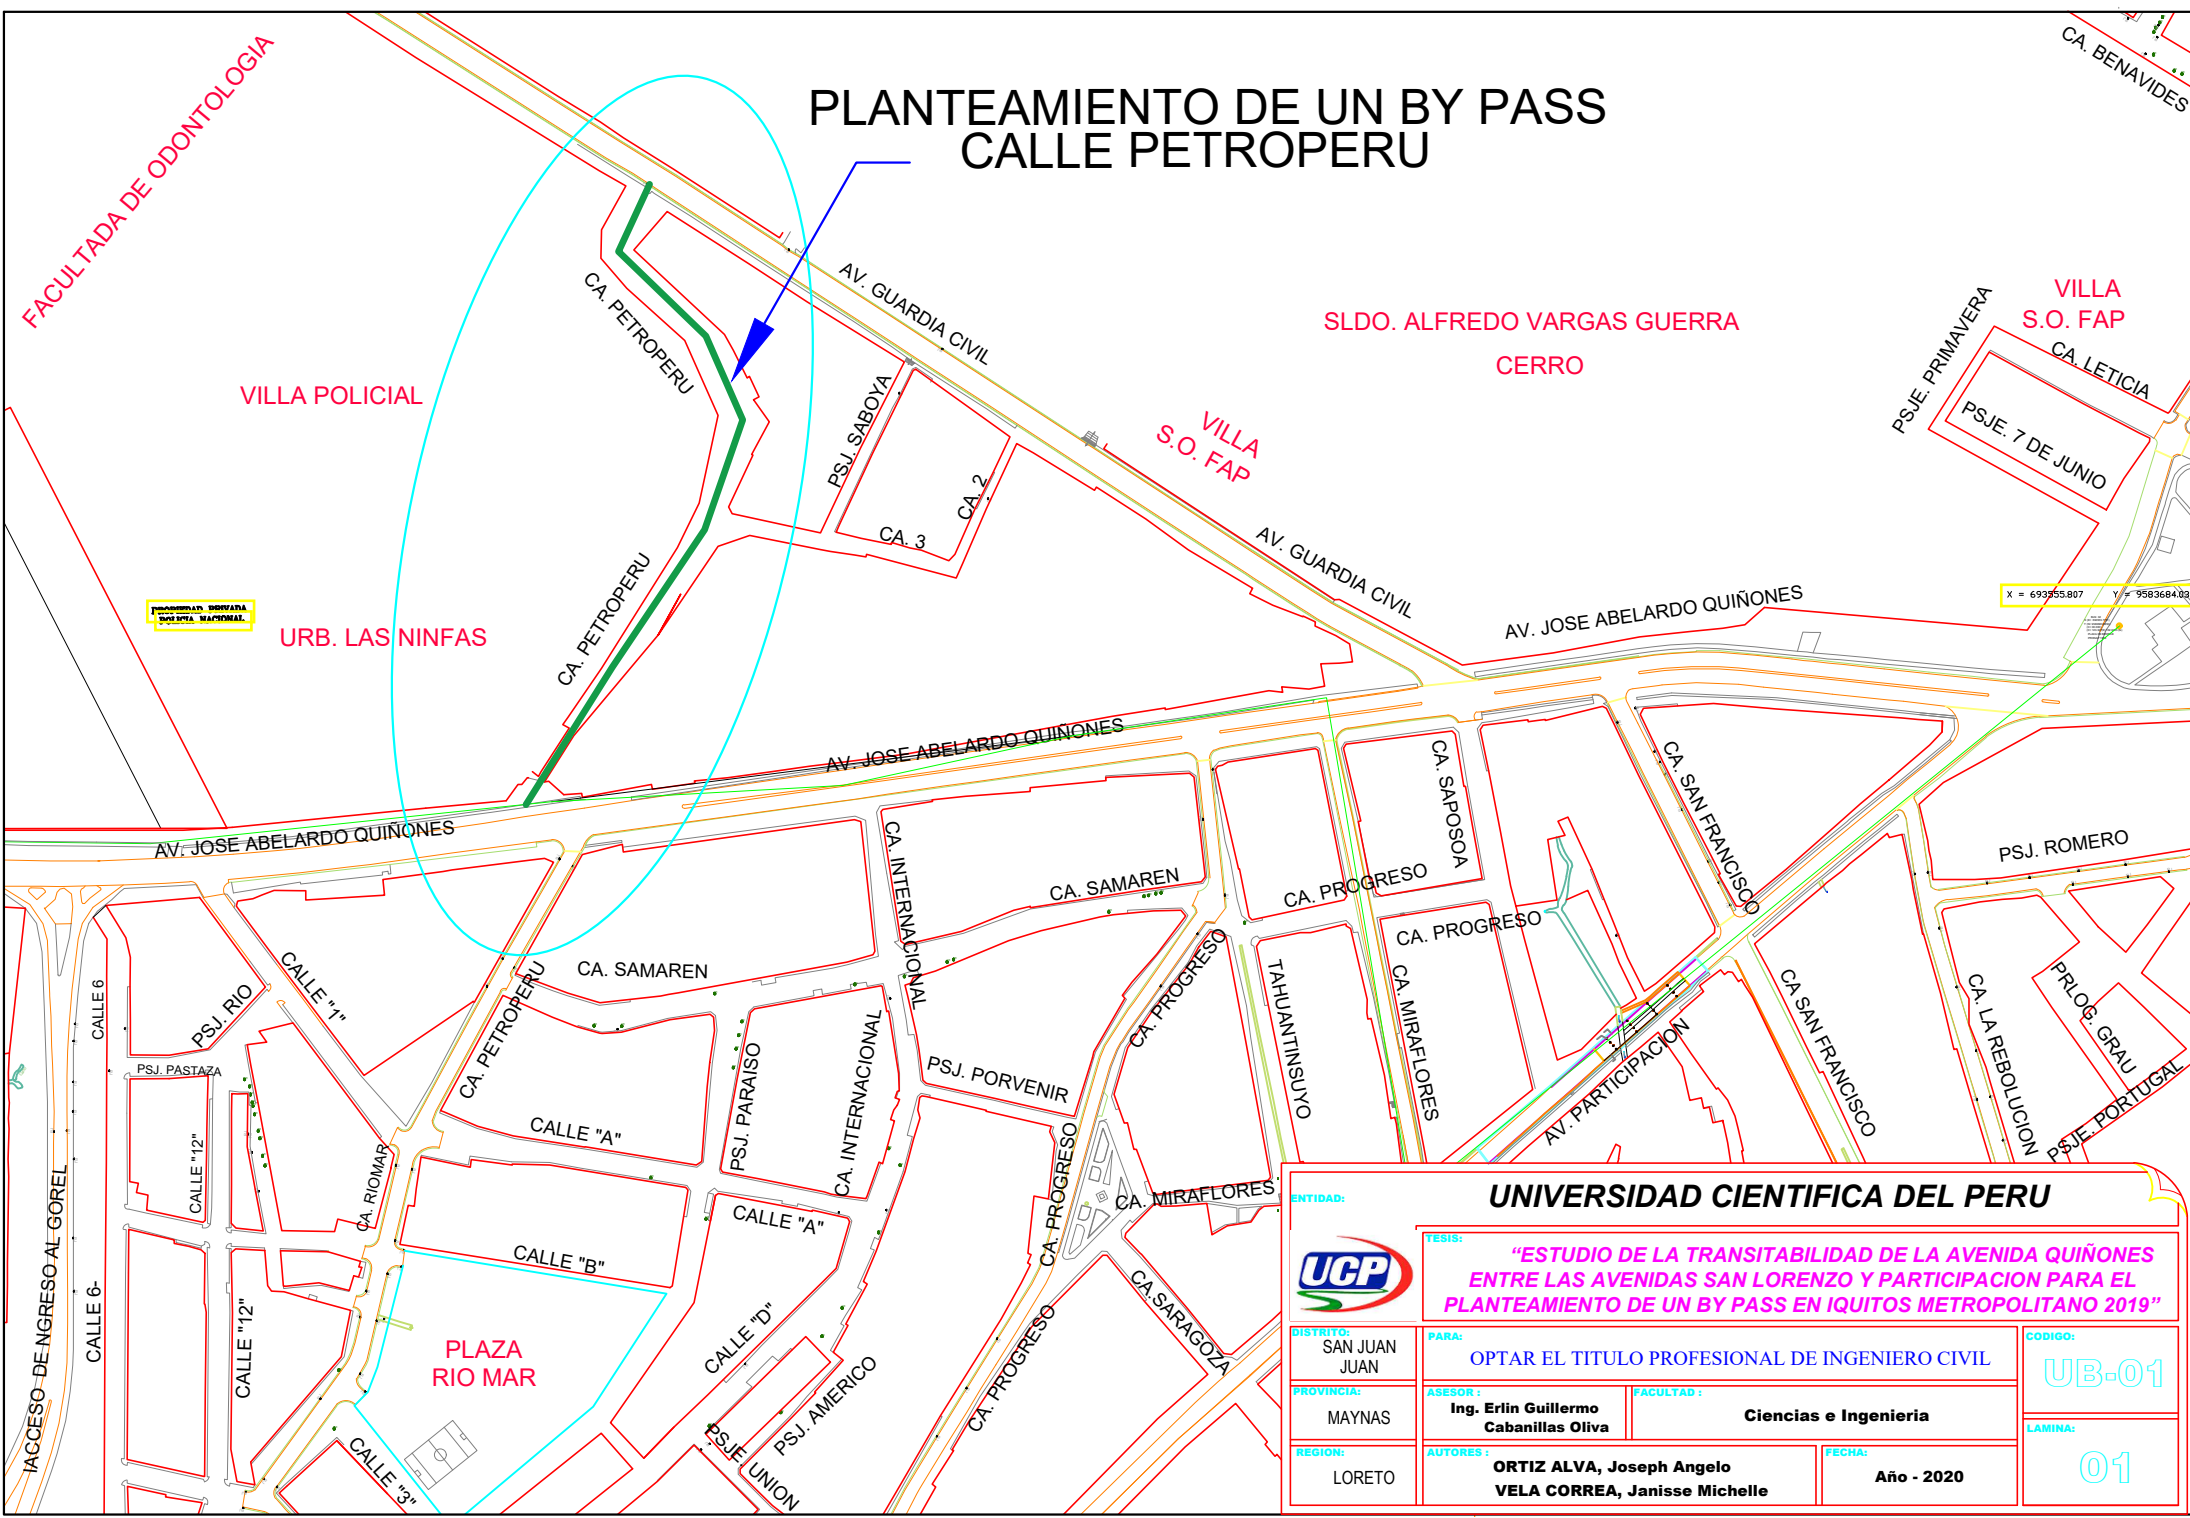 PLANTEAMIENTO DE UN BY PASS
CALLE PETROPERU
CA. BENAVIDES
FACULTADA DE ODONTOLOGIA
CA. PETROPERU
AV. GUARDIA CIVIL
SLDO. ALFREDO VARGAS GUERRA
CERRO
VILLA
S.O. FAP
PSJE. PRIMAVERA
CA. LETICIA
PSJE. 7 DE JUNIO
VILLA POLICIAL
PSJ. SABOYA
CA. 2
CA. 3
VILLA
S.O. FAP
AV. GUARDIA CIVIL
CA. PETROPERU
PROPIEDAD PRIVADA
POLICIA NACIONAL
URB. LAS NINFAS
AV. JOSE ABELARDO QUIÑONES
X = 693555.807 Y = 9583684.03
AV. JOSE ABELARDO QUIÑONES
AV. JOSE ABELARDO QUIÑONES
CA. INTERNACIONAL
CA. SAMAREN
CA. PROGRESO
CA. SAPOSOA
CA. SAN FRANCISCO
PSJ. ROMERO
CA. PROGRESO
CALLE 6
PSJ. RIO
CALLE "1"
CA. SAMAREN
CA. PETROPERU
CA. PROGRESO
TAHUANTINSUYO
CA. MIRAFLORES
CA SAN FRANCISCO
CA. LA REBOLUCION
PRLOG. GRAU
PSJE. PORTUGAL
AV. PARTICIPACION
PSJ. PASTAZA
CALLE "12"
CA. RIOMAR
CALLE "A"
PSJ. PARAISO
CA. INTERNACIONAL
PSJ. PORVENIR
CA. PROGRESO
CA. MIRAFLORES
CALLE "A"
CALLE "B"
IACCESO DE INGRESO AL GOREL
CALLE 6-
CALLE "12"
PLAZA
RIO MAR
CALLE "D"
CA.SARAGOZA
CA. PROGRESO
PSJ. AMERICO
PSJE. UNION
CALLE "3"
ENTIDAD:
UNIVERSIDAD CIENTIFICA DEL PERU
UCP
TESIS:
“ESTUDIO DE LA TRANSITABILIDAD DE LA AVENIDA QUIÑONES
ENTRE LAS AVENIDAS SAN LORENZO Y PARTICIPACION PARA EL
PLANTEAMIENTO DE UN BY PASS EN IQUITOS METROPOLITANO 2019”
DISTRITO:
SAN JUAN
JUAN
PARA:
OPTAR EL TITULO PROFESIONAL DE INGENIERO CIVIL
CODIGO:
UB-01
PROVINCIA:
MAYNAS
ASESOR :
Ing. Erlin Guillermo
Cabanillas Oliva
FACULTAD :
Ciencias e Ingenieria
LAMINA:
01
REGION:
LORETO
AUTORES :
ORTIZ ALVA, Joseph Angelo
VELA CORREA, Janisse Michelle
FECHA:
Año - 2020